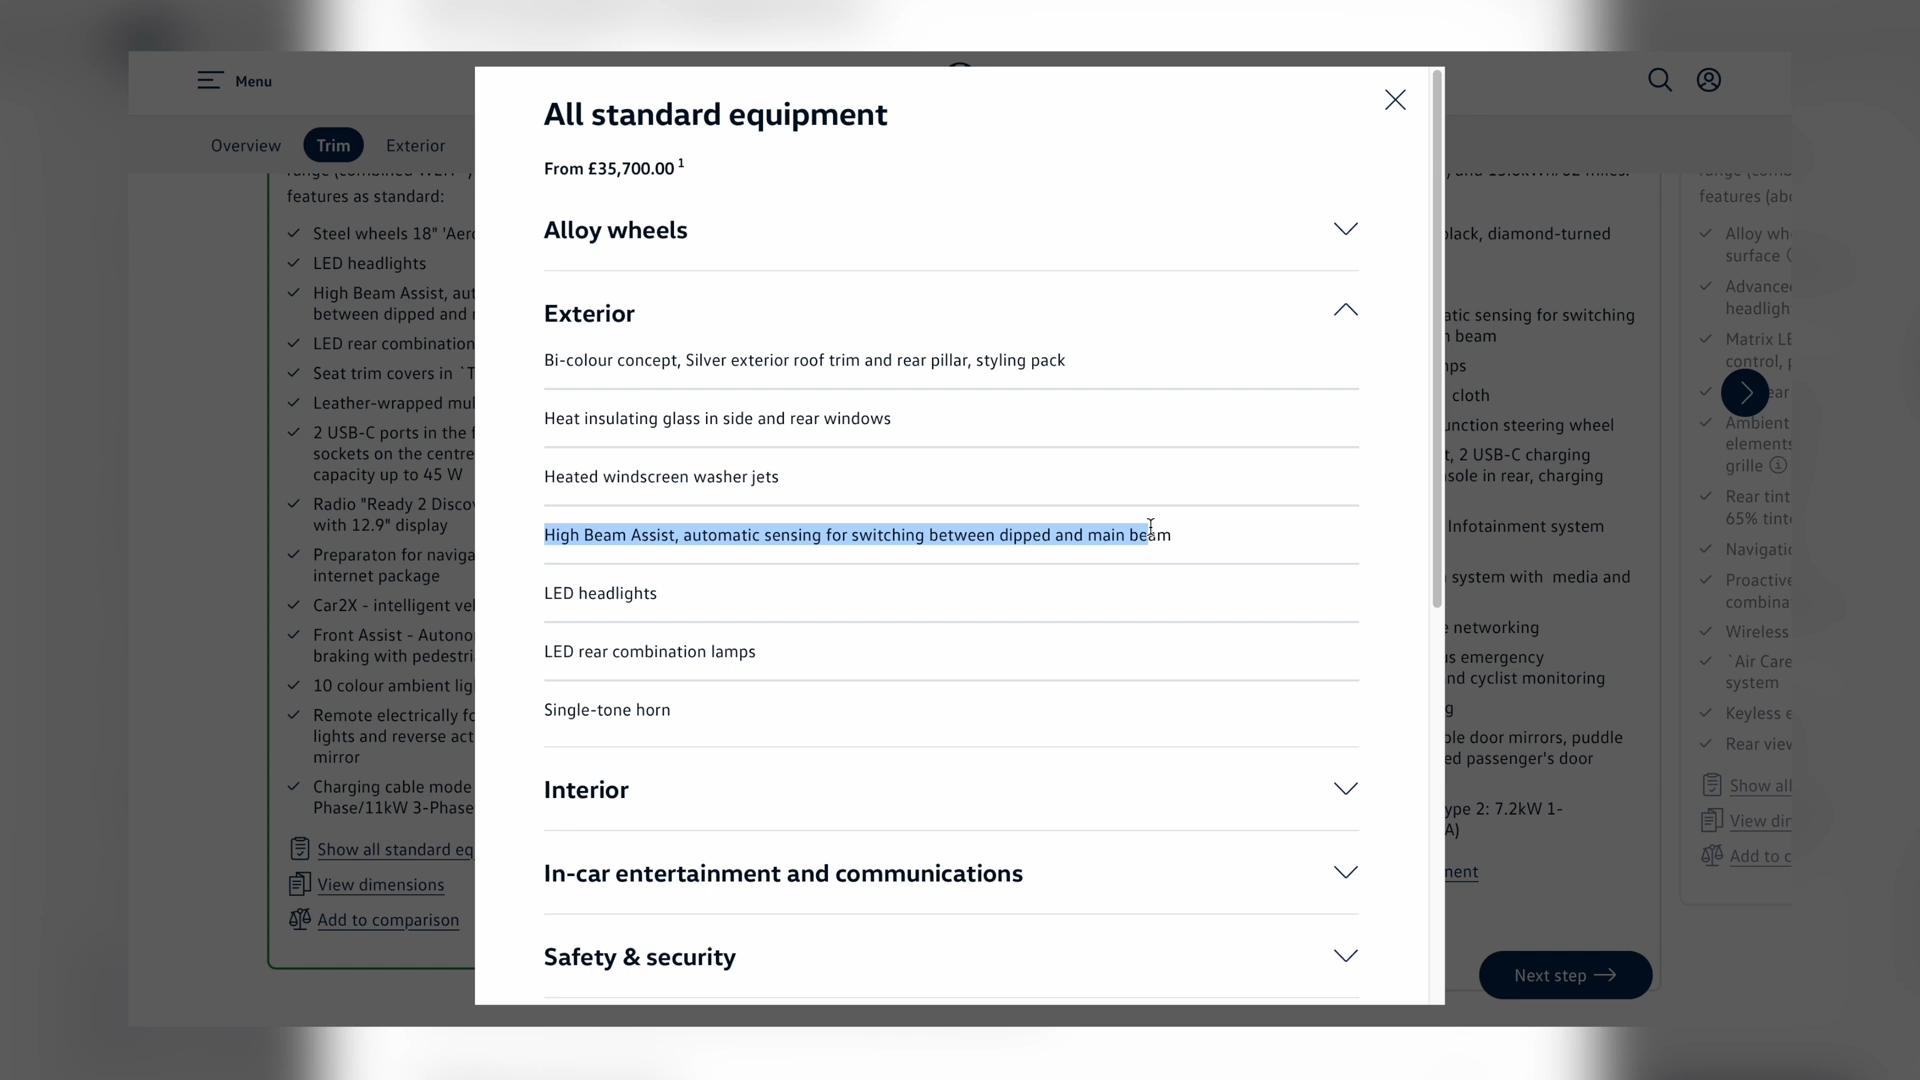 Menu
Overview
Trim
Exterior
features as standard:
Steel wheels 18" 'Aero
LED headlights
High Beam Assist, aut
between dipped and
LED rear combination
Seat trim covers in `T
Leather-wrapped mul
2 USB-C ports in the f
sockets on the centre
capacity up to 45 W
Radio "Ready 2 Disco
with 12.9" display
Preparaton for naviga
internet package
Car2X - intelligent veh
Front Assist - Autono
braking with pedestri
10 colour ambient lig
Remote electrically fo
lights and reverse act
mirror
Charging cable mode
Phase/11kW 3-Phase
Show all standard eq
View dimensions
Add to comparison
All standard equipment
From £35,700.00 1
Alloy wheels
Exterior
Bi-colour concept, Silver exterior roof trim and rear pillar, styling pack
Heat insulating glass in side and rear windows
Heated windscreen washer jets
High Beam Assist, automatic sensing for switching between dipped and main beam
LED headlights
LED rear combination lamps
Single-tone horn
Interior
In-car entertainment and communications
Safety & security
black, diamond-turned
atic sensing for switching
beam
cloth
unction steering wheel
t, 2 USB-C charging
sole in rear, charging
Infotainment system
system with media and
networking
us emergency
nd cyclist monitoring
ble door mirrors, puddle
ed passenger's door
ype 2: 7.2kW 1-
A)
ment
Next step
features (abo
Alloy wh
surface
Advance
headligh
Matrix LE
control, p
ear
Ambient
elements
grille
Rear tint
65% tint
Navigatio
Proactive
combina
Wireless
`Air Care
system
Keyless e
Rear view
Show all
View dim
Add to c